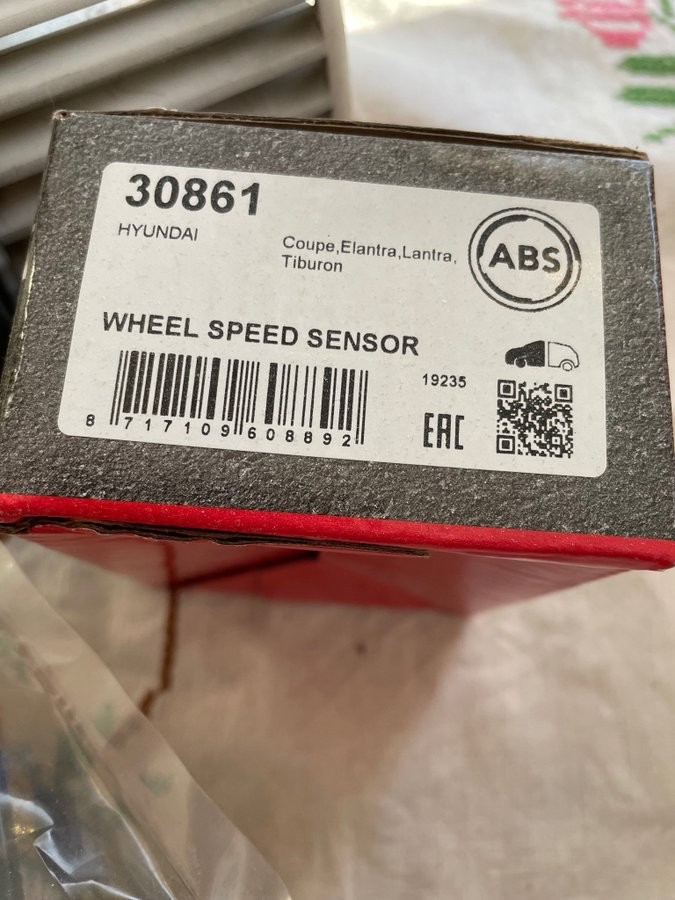 30861
HYUNDAI
Coupe,Elantra,Lantra,
Tiburon
ABS
WHEEL SPEED SENSOR
19235
8 717109 608892
EAC